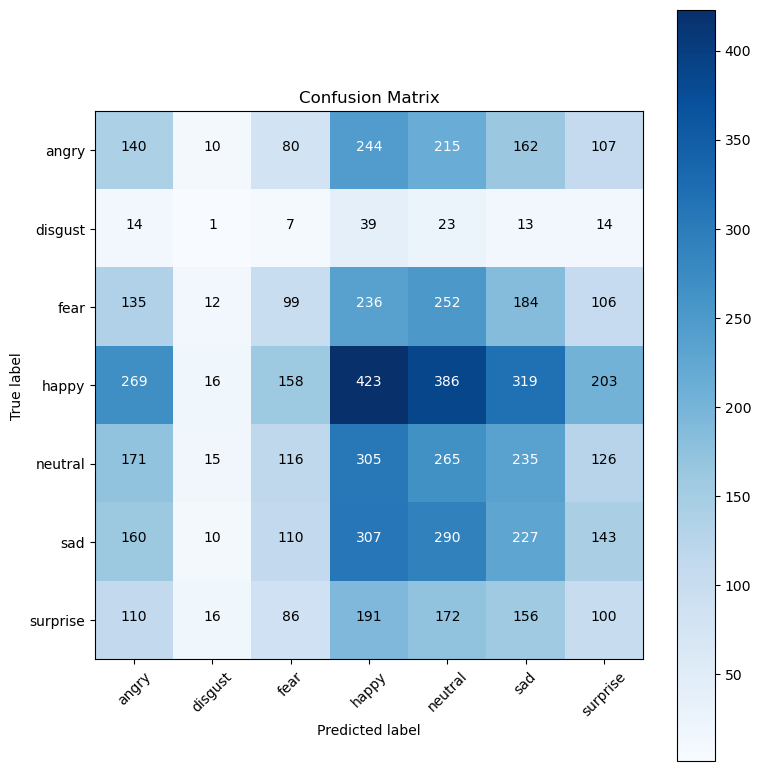 Confusion Matrix
angry 140 10 80 244 215 162 107
disgust 14 1 7 39 23 13 14
fear 135 12 99 236 252 184 106
happy 269 16 158 423 386 319 203
neutral 171 15 116 305 265 235 126
sad 160 10 110 307 290 227 143
surprise 110 16 86 191 172 156 100
angry disgust fear happy neutral sad surprise
Predicted label
True label
400
350
300
250
200
150
100
50